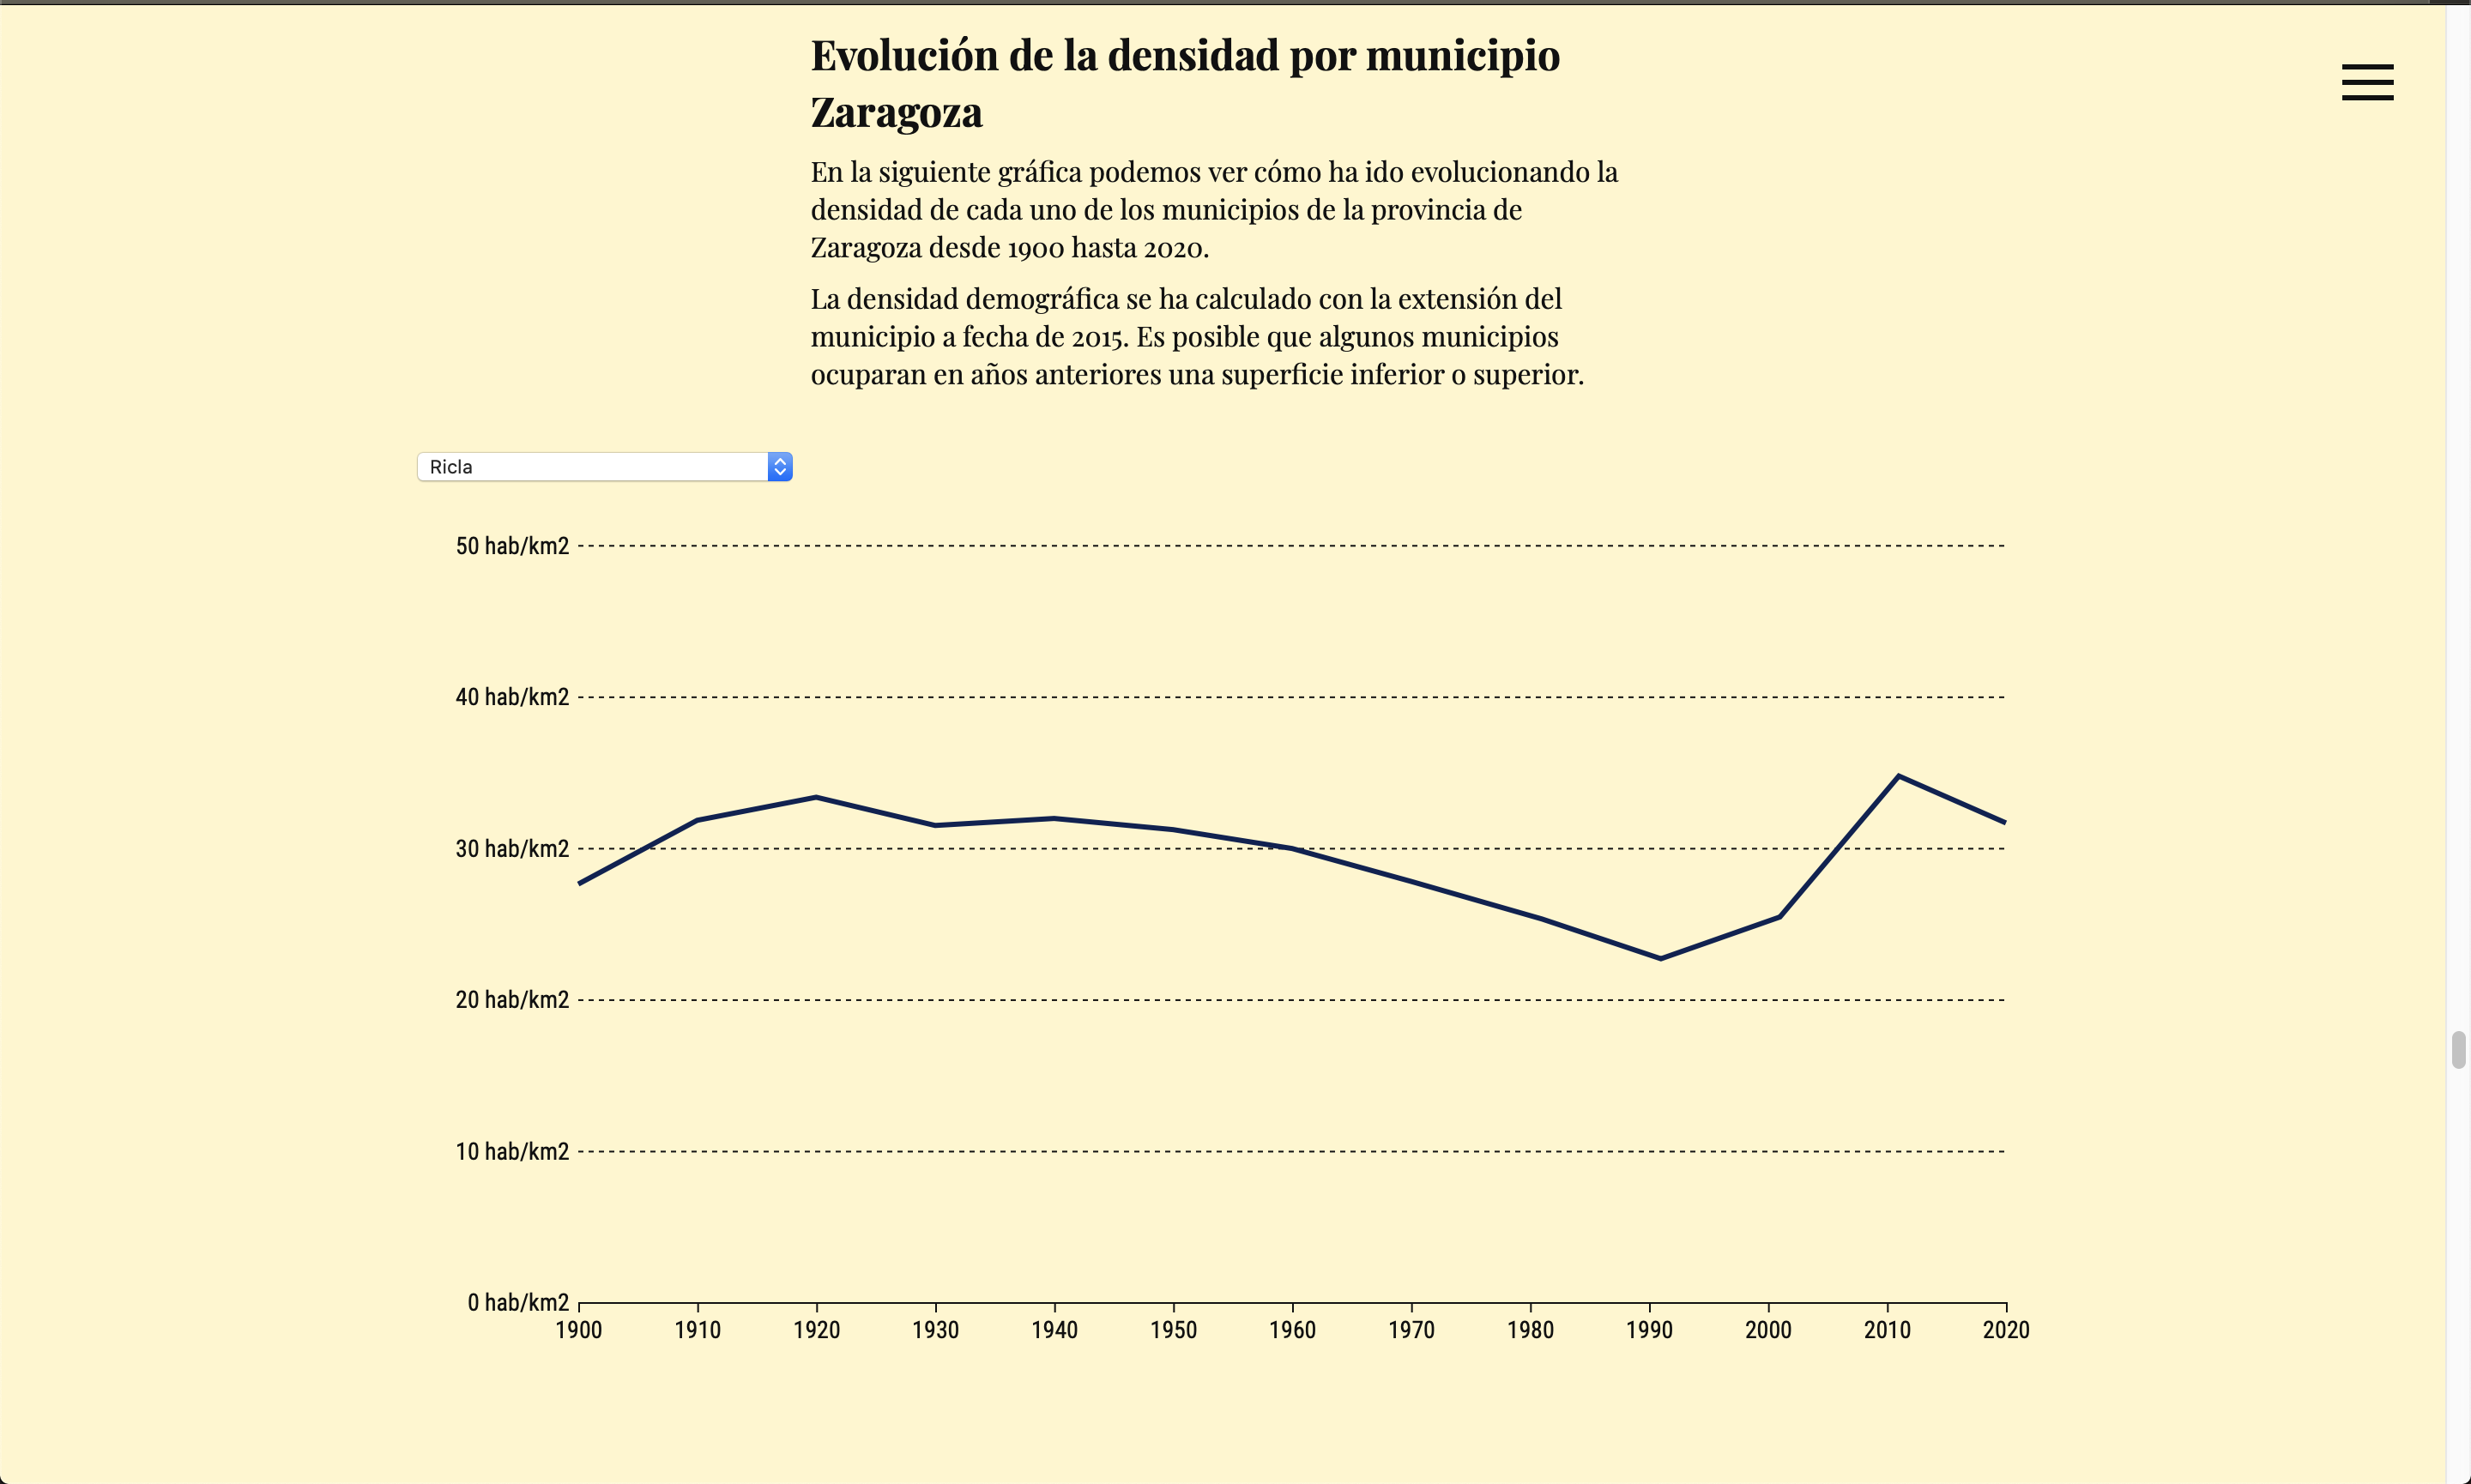 Evolución de la densidad por municipio
Zaragoza
En la siguiente gráfica podemos ver cómo ha ido evolucionando la
densidad de cada uno de los municipios de la provincia de
Zaragoza desde 1900 hasta 2020.
La densidad demográfica se ha calculado con la extensión del
municipio a fecha de 2015. Es posible que algunos municipios
ocuparan en años anteriores una superficie inferior o superior.
Ricla
50 hab/km2
40 hab/km2
30 hab/km2
20 hab/km2
10 hab/km2
0 hab/km2
1900 1910 1920 1930 1940 1950 1960 1970 1980 1990 2000 2010 2020